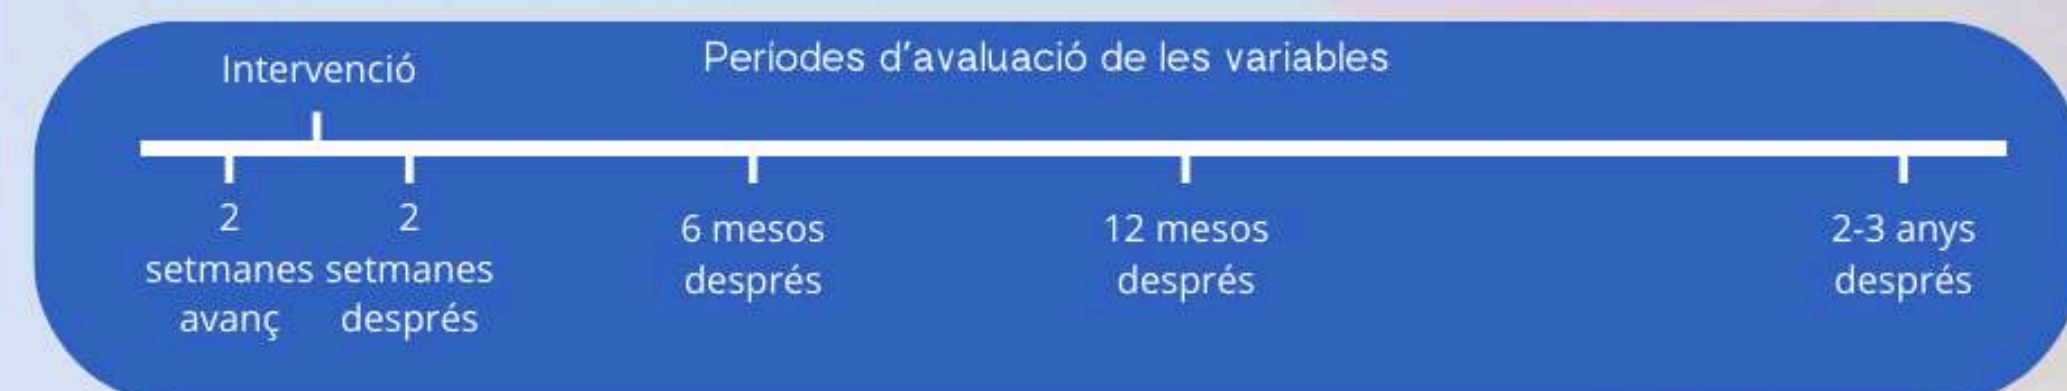 Intervenció
Períodes d'avaluació de les variables
2
setmanes
avanç
2
setmanes
després
6 mesos
després
12 mesos
després
2-3 anys
després